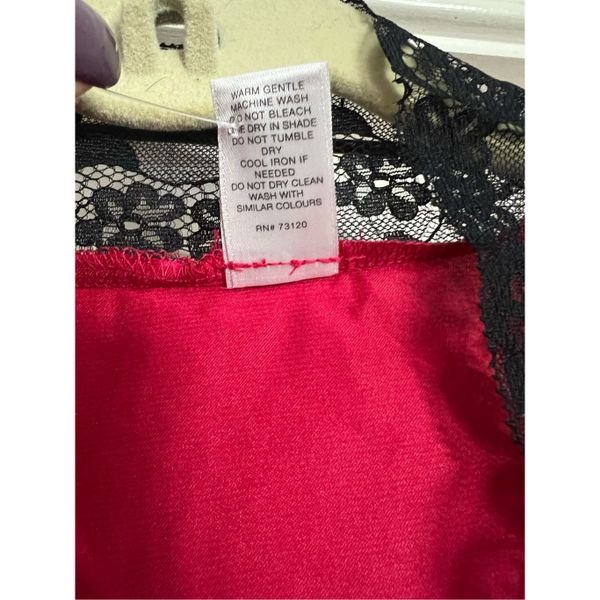 WARM GENTLE
MACHINE WASH
DO NOT BLEACH
DRY IN SHADE
DO NOT TUMBLE
DRY
COOL IRON IF
NEEDED
DO NOT DRY CLEAN
WASH WITH
SIMILAR COLOURS
RN# 73120